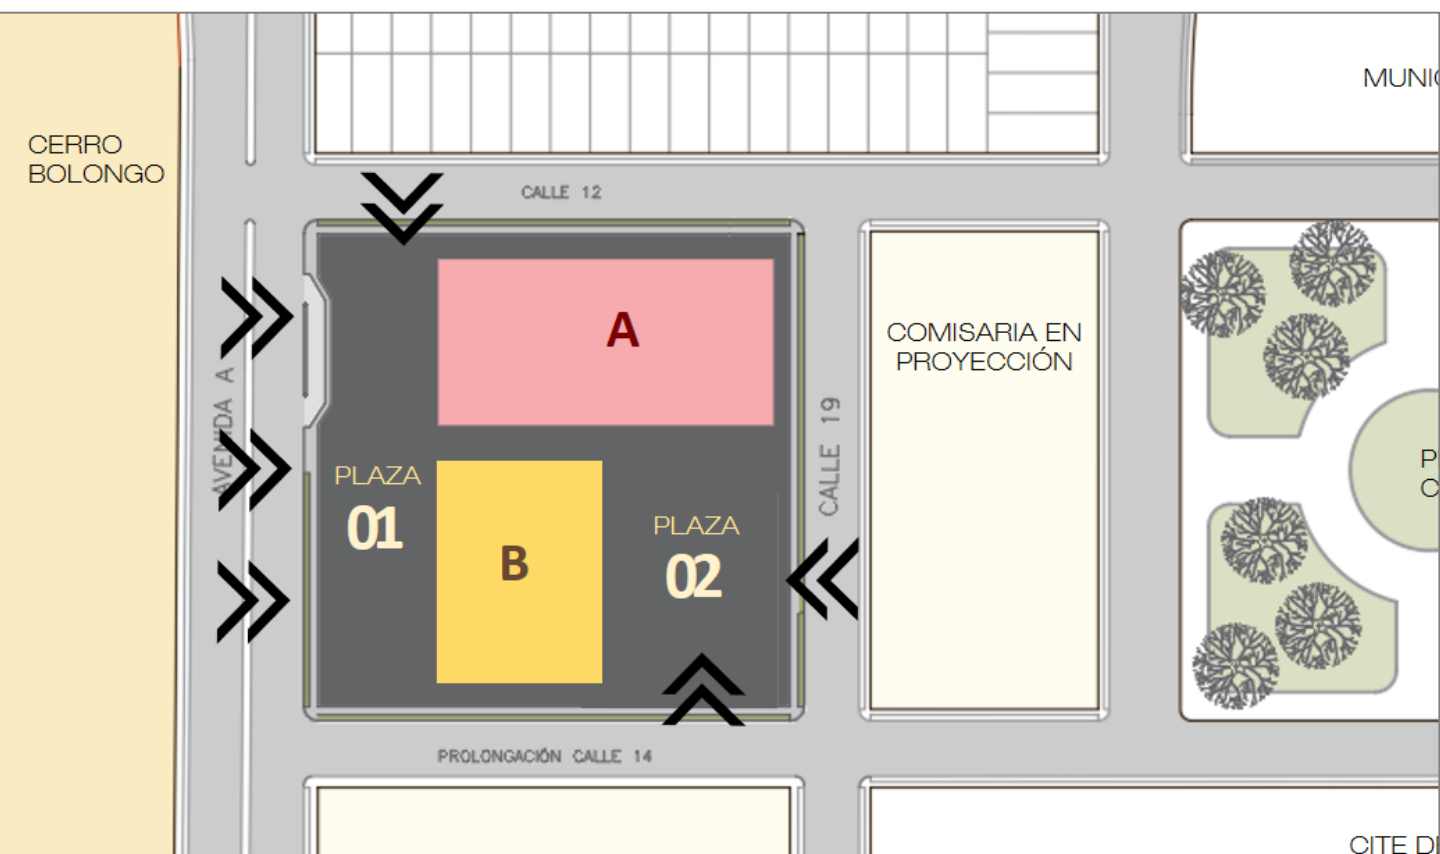 MUNI
CERRO
BOLONGO
CALLE 12
A
COMISARIA EN
PROYECCIÓN
AVENIDA A
CALLE 19
PLAZA
01
B
PLAZA
02
P
C
PROLONGACIÓN CALLE 14
CITE D